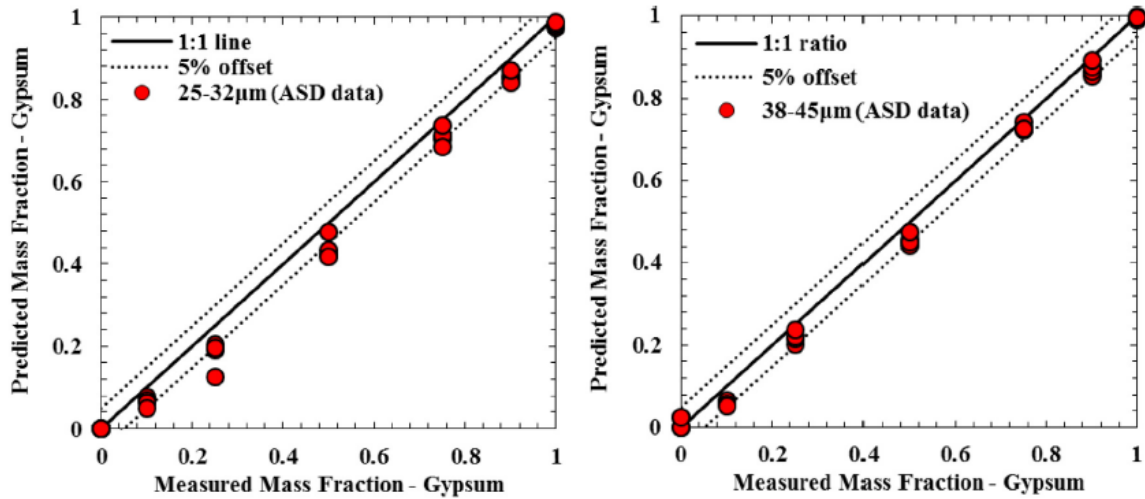 1
0.8
0.6
0.4
0.2
0
Predicted Mass Fraction - Gypsum
1:1 line
5% offset
25-32µm (ASD data)
0 0.2 0.4 0.6 0.8 1
Measured Mass Fraction - Gypsum
1
0.8
0.6
0.4
0.2
0
Predicted Mass Fraction - Gypsum
1:1 ratio
5% offset
38-45µm (ASD data)
0 0.2 0.4 0.6 0.8 1
Measured Mass Fraction - Gypsum